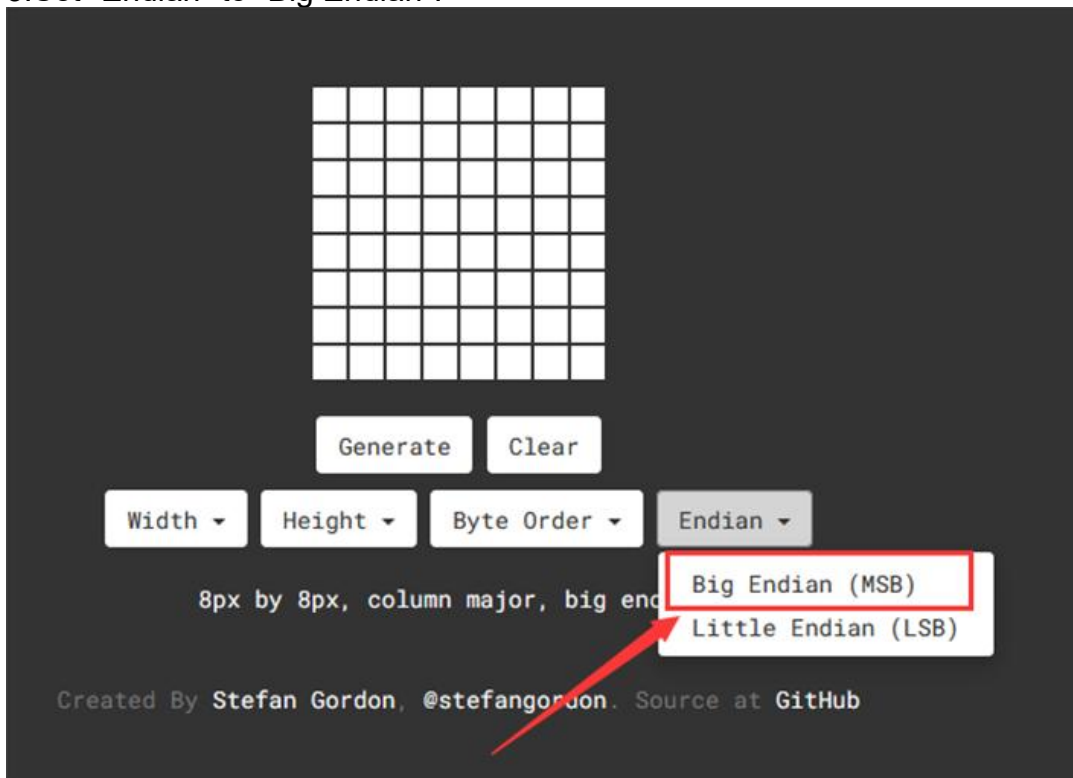 Generate Clear
Width Height Byte Order Endian
Big Endian (MSB)
8px by 8px, column major, big
Little Endian (LSB)
Created By Stefan Gordon, @stefangordon. Source at GitHub